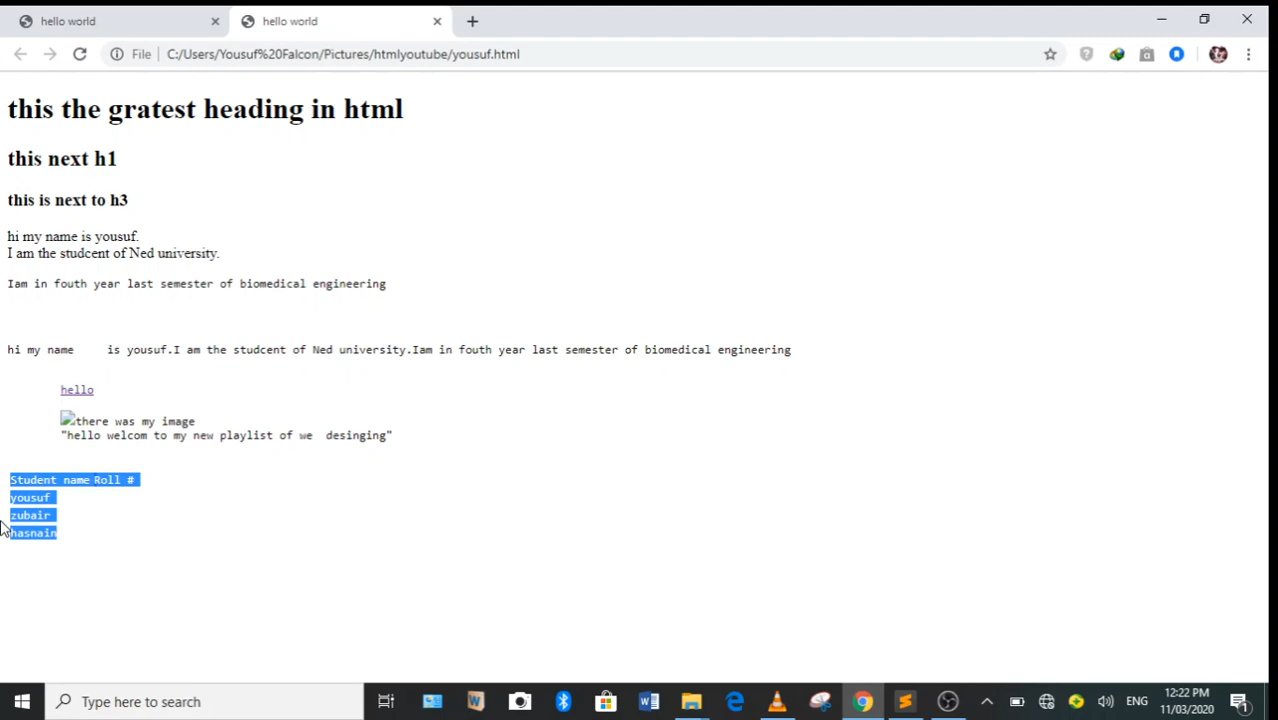 hello world
hello world
File
C:/Users/Yousuf%20Falcon/Pictures/htmlyoutube/yousuf.html
this the gratest heading in html
this next h1
this is next to h3
hi my name is yousuf.
I am the studcent of Ned university.
Iam in fouth year last semester of biomedical engineering
hi my name     is yousuf.I am the studcent of Ned university.Iam in fouth year last semester of biomedical engineering
hello
there was my image
"hello welcom to my new playlist of we  desinging"
Student name Roll #
yousuf
zubair
hasnain
Type here to search
ENG
12:22 PM
11/03/2020
1